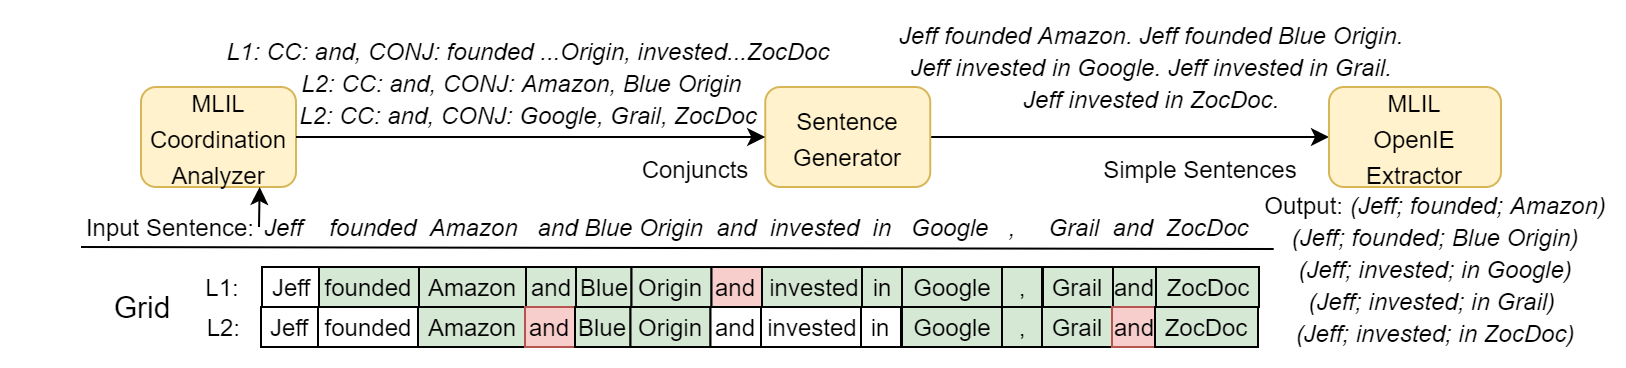 L1: CC: and, CONJ: founded ...Origin, invested...ZocDoc
L2: CC: and, CONJ: Amazon, Blue Origin
L2: CC: and, CONJ: Google, Grail, ZocDoc
Jeff founded Amazon. Jeff founded Blue Origin.
Jeff invested in Google. Jeff invested in Grail.
Jeff invested in ZocDoc.
MLIL
Coordination
Analyzer
Conjuncts
Sentence
Generator
Simple Sentences
MLIL
OpenIE
Extractor
Input Sentence: Jeff founded Amazon and Blue Origin and invested in Google , Grail and ZocDoc
Output: (Jeff; founded; Amazon)
(Jeff; founded; Blue Origin)
(Jeff; invested; in Google)
(Jeff; invested; in Grail)
(Jeff; invested; in ZocDoc)
Grid
L1: Jeff founded Amazon and Blue Origin and invested in Google , Grail and ZocDoc
L2: Jeff founded Amazon and Blue Origin and invested in Google , Grail and ZocDoc